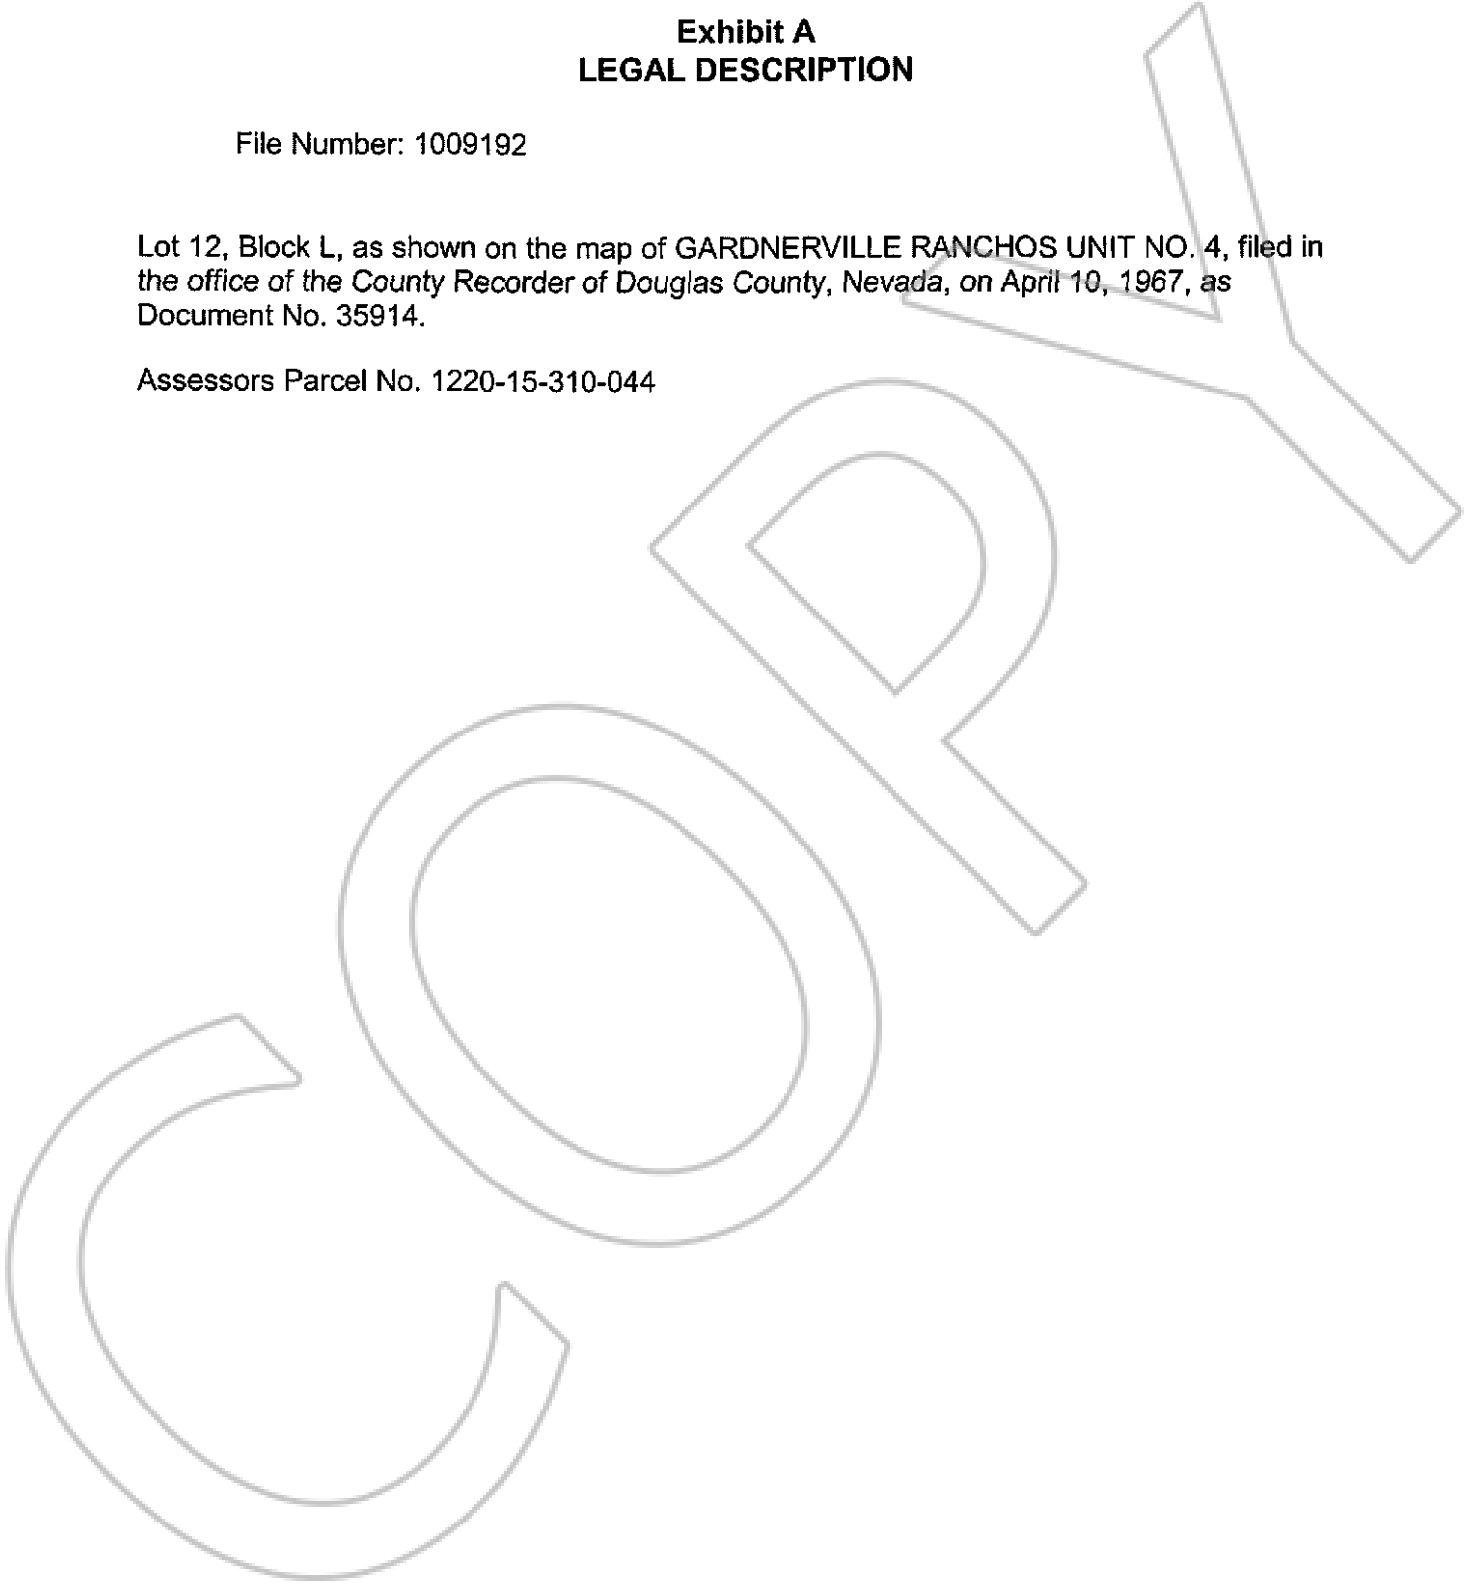 Exhibit A
LEGAL DESCRIPTION
File Number: 1009192
Lot 12, Block L, as shown on the map of GARDNERVILLE RANCHOS UNIT NO. 4, filed in
the office of the County Recorder of Douglas County, Nevada, on April 10, 1967, as
Document No. 35914.
Assessors Parcel No. 1220-15-310-044
COPY